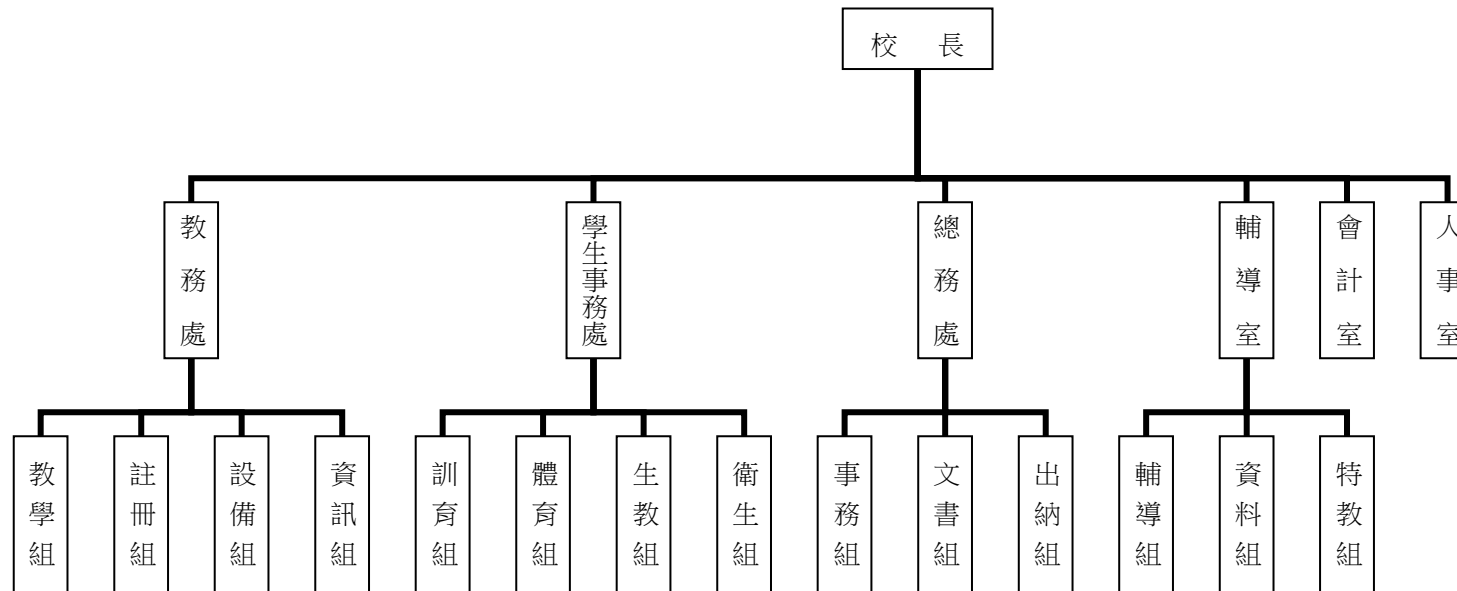 校長
教務處
學生事務處
總務處
輔導室
會計室
人事室
教學組
註冊組
設備組
資訊組
訓育組
體育組
生教組
衛生組
事務組
文書組
出納組
輔導組
資料組
特教組